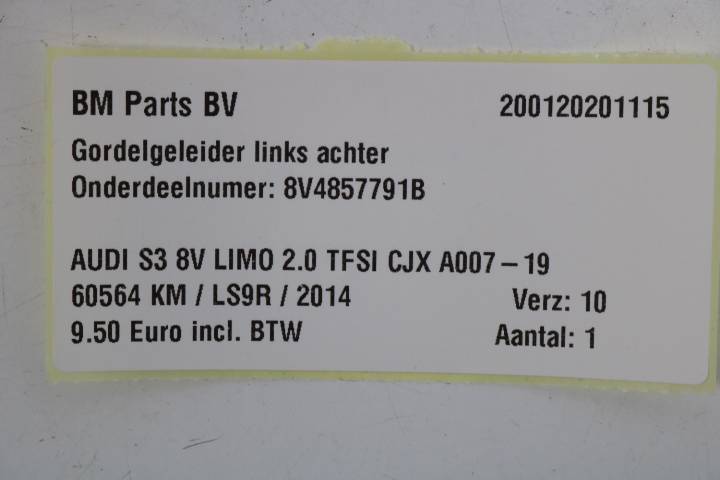 BM Parts BV 200120201115
Gordelgeleider links achter
Onderdeelnumer: 8V4857791B
AUDI S3 8V LIMO 2.0 TFSI CJX A007-19
60564 KM / LS9R / 2014 Verz: 10
9.50 Euro incl. BTW Aantal: 1